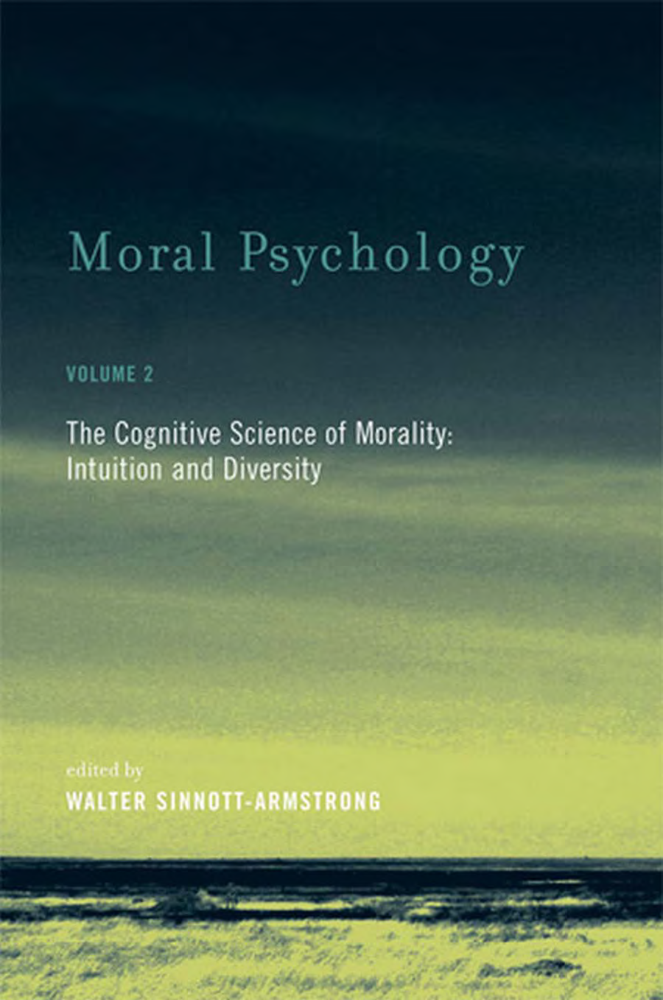 Moral Psychology
VOLUME 2
The Cognitive Science of Morality:
Intuition and Diversity
edited by
WALTER SINNOTT-ARMSTRONG